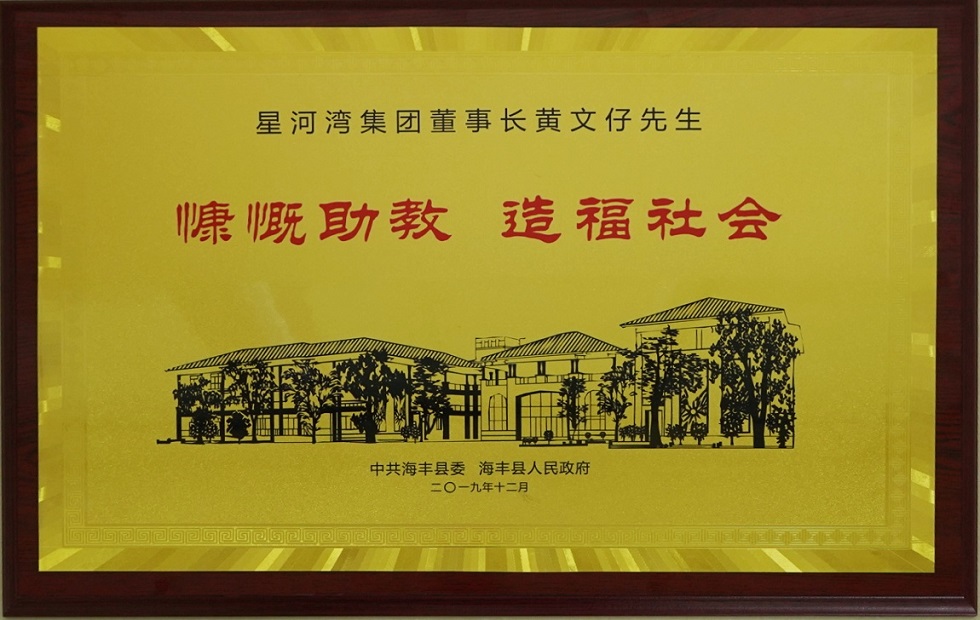 星河湾集团董事长黄文仔先生
慷慨助教 造福社会
中共海丰县委 海丰县人民政府
二〇一九年十二月